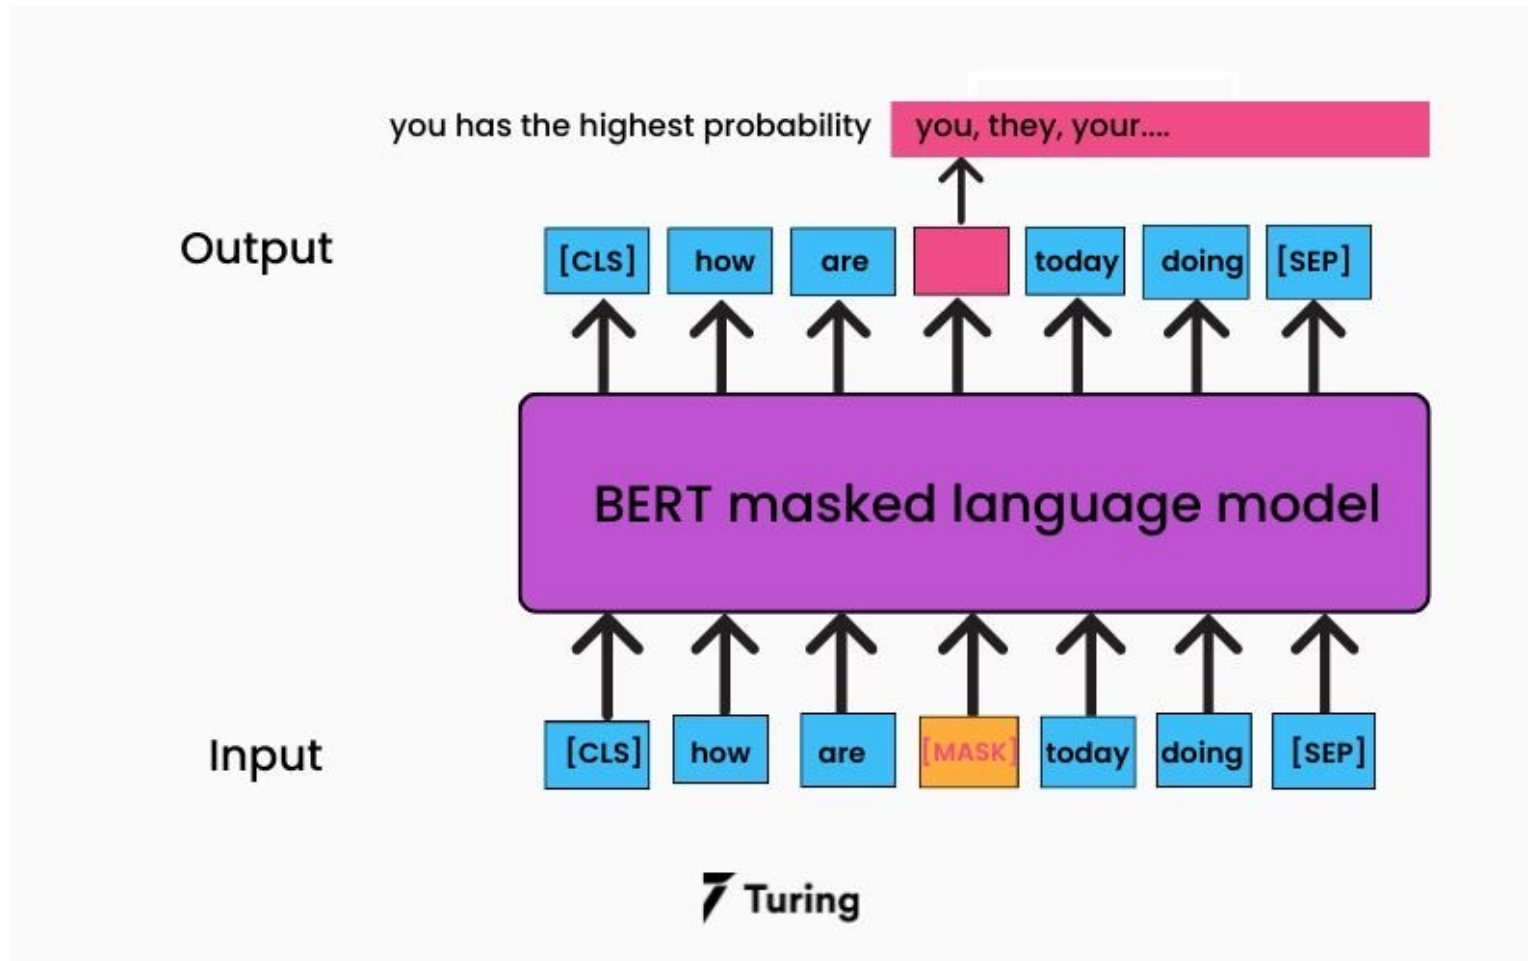 you has the highest probability you, they, your....
Output [CLS] how are today doing [SEP]
BERT masked language model
Input [CLS] how are [MASK] today doing [SEP]
Turing